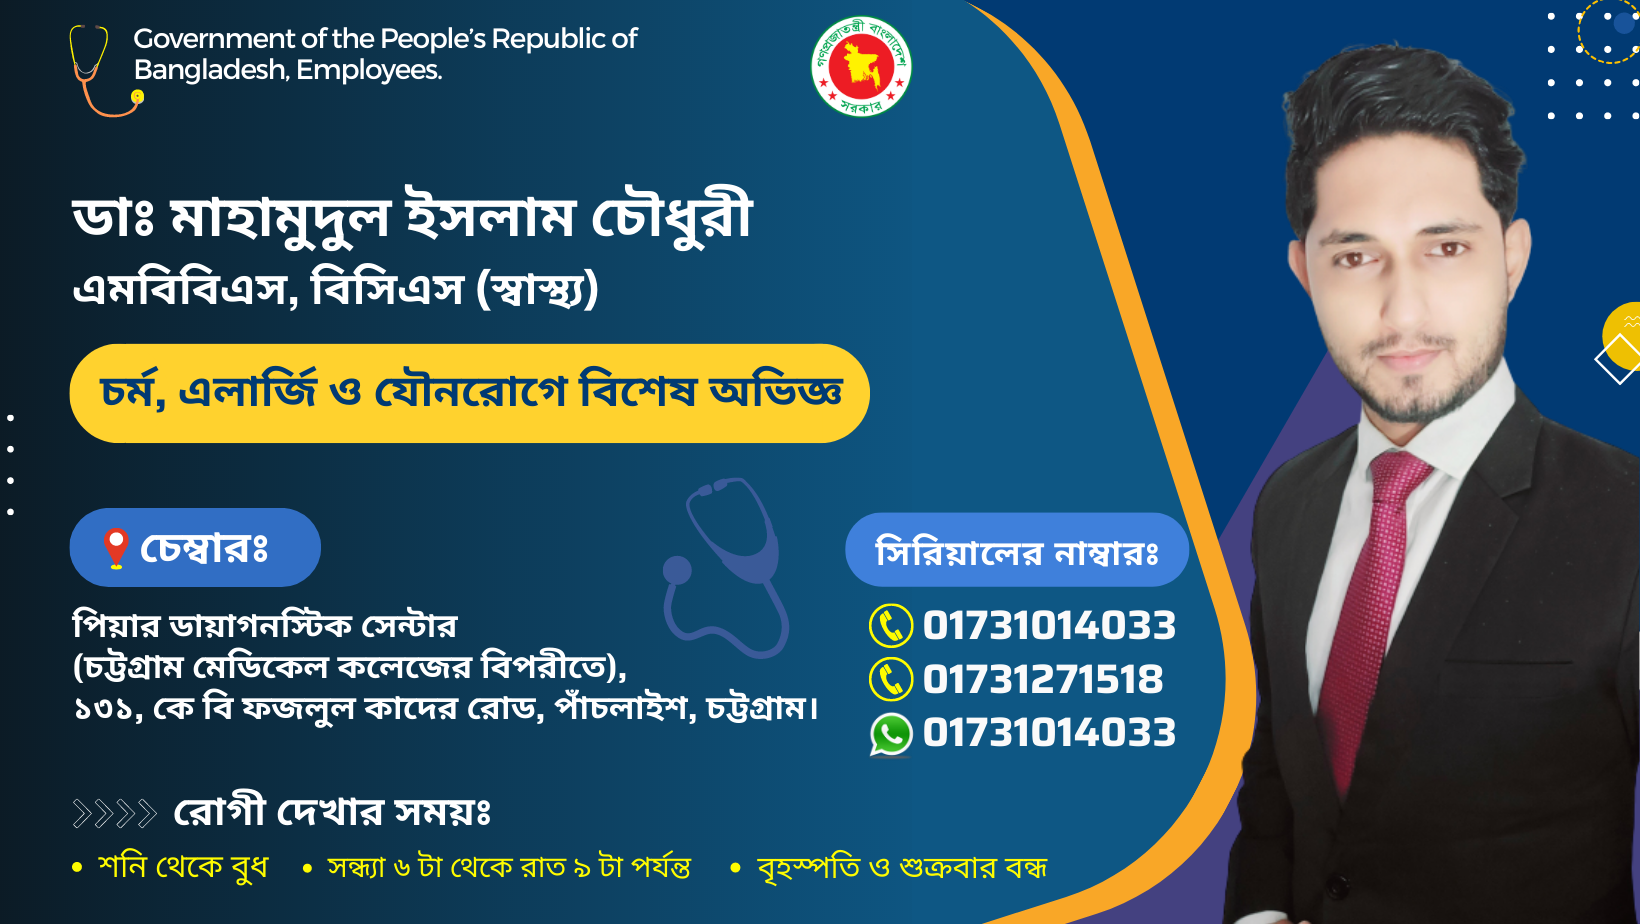 Government of the People's Republic of
Bangladesh, Employees.
গণপ্রজাতন্ত্রী বাংলাদেশ
সরকার
ডাঃ মাহামুদুল ইসলাম চৌধুরী
এমবিবিএস, বিসিএস (স্বাস্থ্য)
চর্ম, এলার্জি ও যৌনরোগে বিশেষ অভিজ্ঞ
চেম্বারঃ
পিয়ার ডায়াগনস্টিক সেন্টার
(চট্টগ্রাম মেডিকেল কলেজের বিপরীতে),
১৩১, কে বি ফজলুল কাদের রোড, পাঁচলাইশ, চট্টগ্রাম।
সিরিয়ালের নাম্বারঃ
01731014033
01731271518
01731014033
রোগী দেখার সময়ঃ
• শনি থেকে বুধ • সন্ধ্যা ৬ টা থেকে রাত ৯ টা পর্যন্ত • বৃহস্পতি ও শুক্রবার বন্ধ